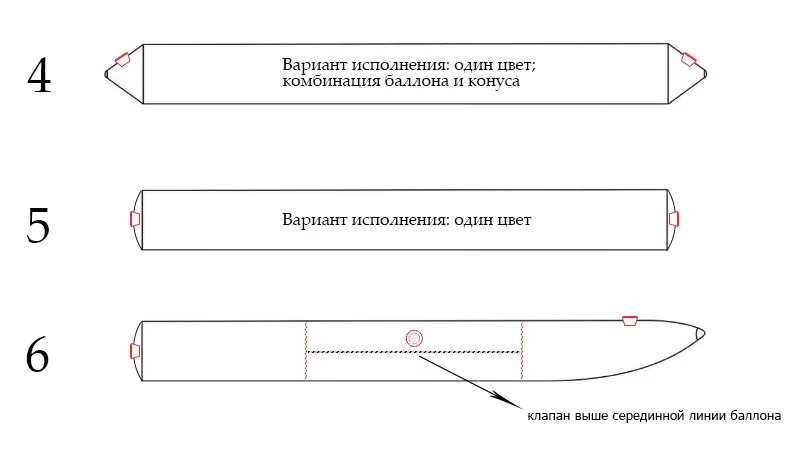 4
Вариант исполнения: один цвет;
комбинация баллона и конуса
5
Вариант исполнения: один цвет
6
клапан выше серединной линии баллона